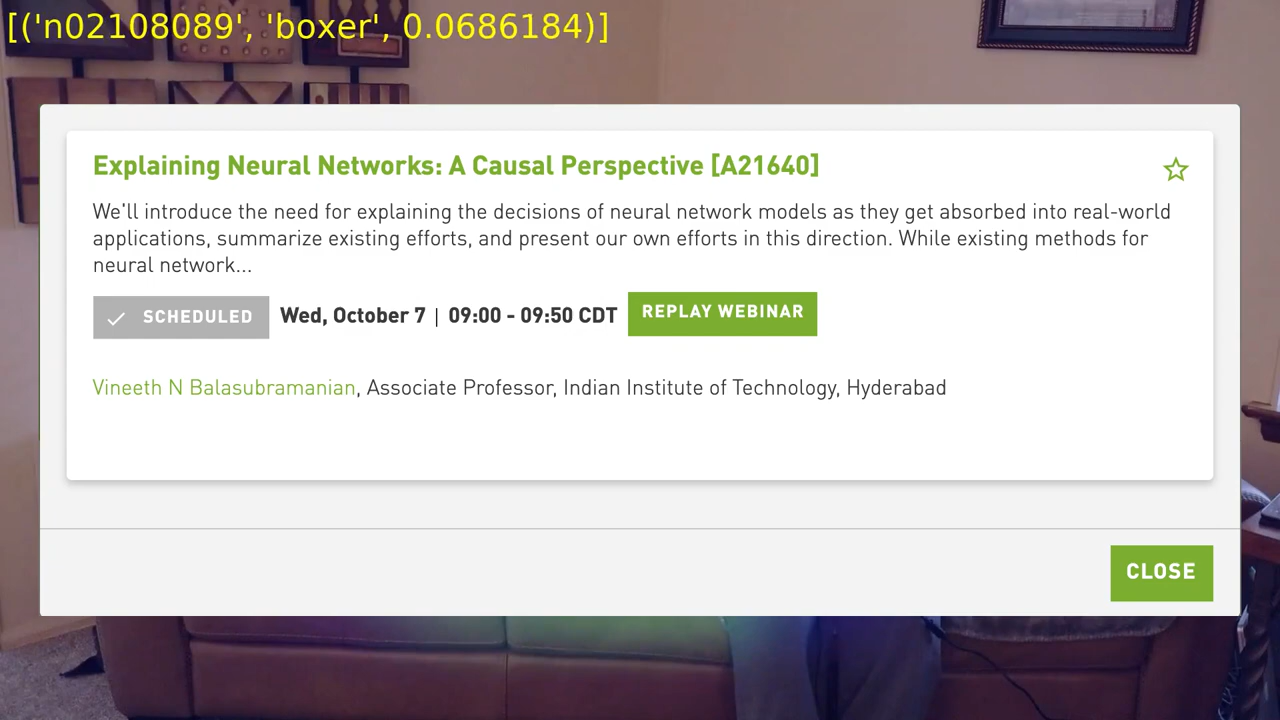 [('n02108089', 'boxer', 0.0686184)]
Explaining Neural Networks: A Causal Perspective [A21640]
We'll introduce the need for explaining the decisions of neural network models as they get absorbed into real-world
applications, summarize existing efforts, and present our own efforts in this direction. While existing methods for
neural network...
SCHEDULED Wed, October 7 | 09:00 - 09:50 CDT REPLAY WEBINAR
Vineeth N Balasubramanian, Associate Professor, Indian Institute of Technology, Hyderabad
CLOSE